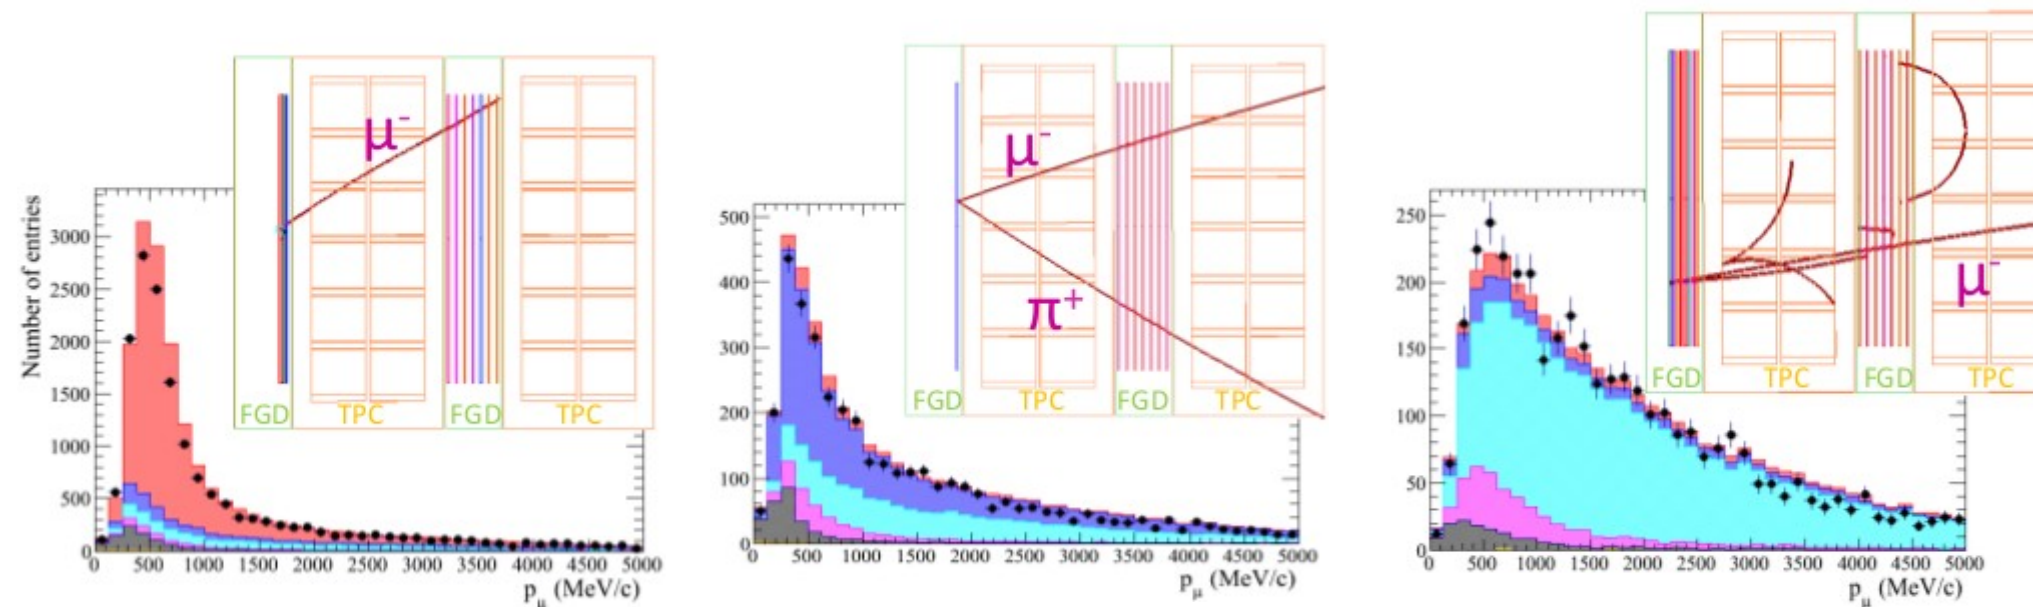 Number of entries
3000
2500
2000
1500
1000
500
0
0 500 1000 1500 2000 2500 3000 3500 4000 4500 5000
pμ (MeV/c)
μ-
FGD TPC FGD TPC
500
400
300
200
100
0
0 500 1000 1500 2000 2500 3000 3500 4000 4500 5000
pμ (MeV/c)
μ-
π+
FGD TPC FGD TPC
250
200
150
100
50
0
0 500 1000 1500 2000 2500 3000 3500 4000 4500 5000
pμ (MeV/c)
μ-
FGD TPC FGD TPC